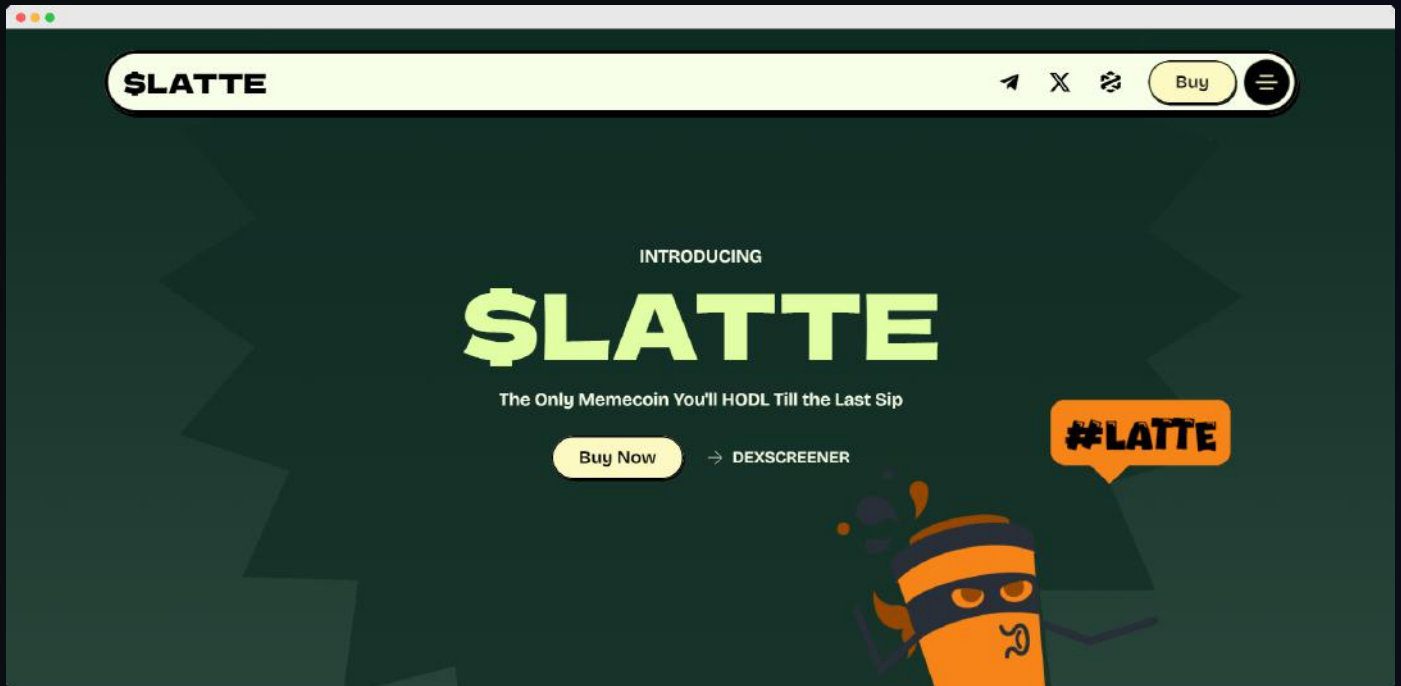 $LATTE
Buy
INTRODUCING
$LATTE
The Only Memecoin You'll HODL Till the Last Sip
Buy Now
→ DEXSCREENER
#LATTE